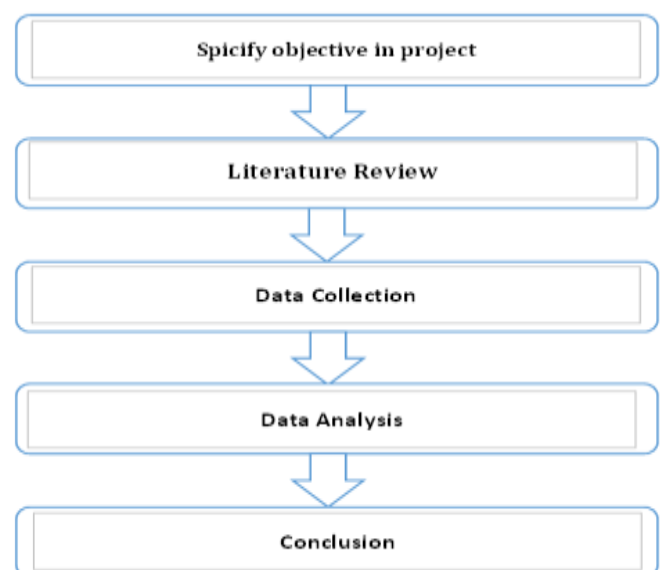 Spicify objective in project
Literature Review
Data Collection
Data Analysis
Conclusion